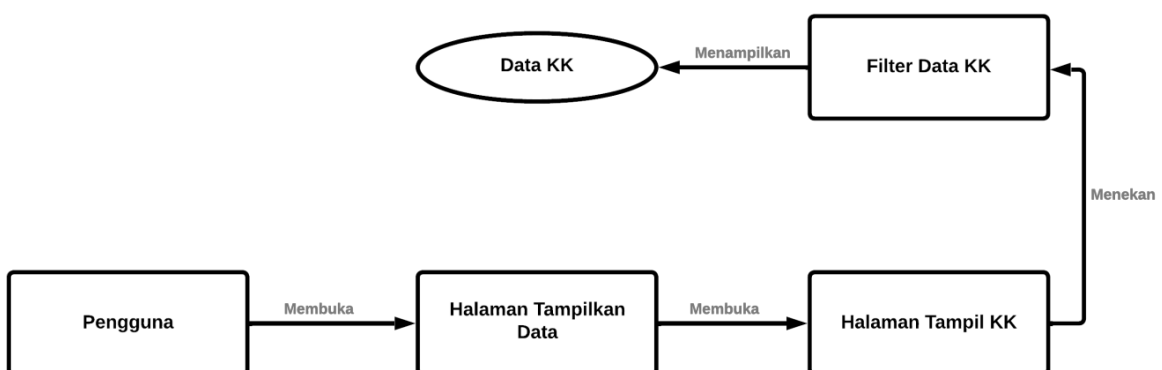 Data KK
Menampilkan
Filter Data KK
Menekan
Pengguna
Membuka
Halaman Tampilkan
Data
Membuka
Halaman Tampil KK